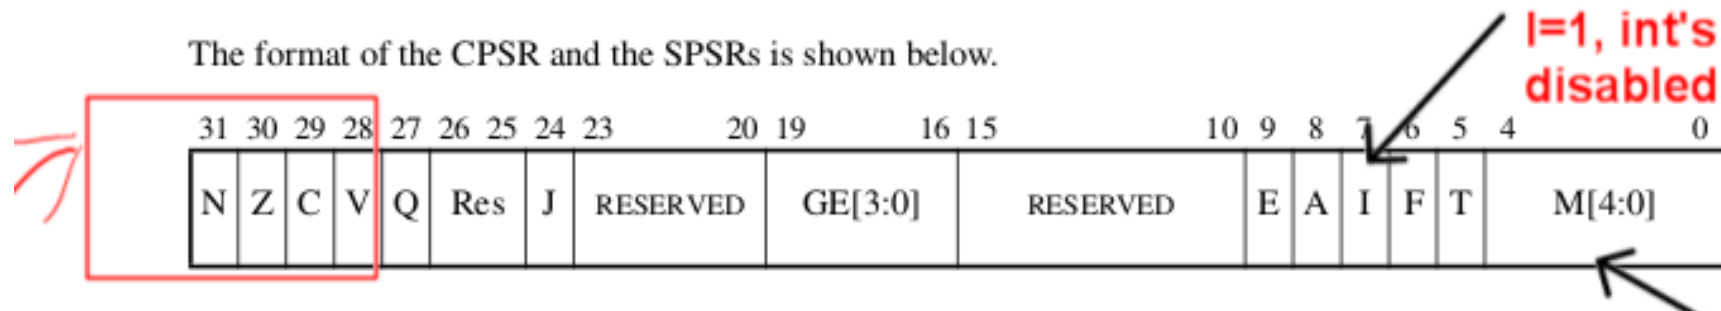 I=1, int's
disabled
The format of the CPSR and the SPSRs is shown below.
31 30 29 28 27 26 25 24 23 20 19 16 15 10 9 8 7 6 5 4 0
N Z C V Q Res J RESERVED GE[3:0] RESERVED E A I F T M[4:0]